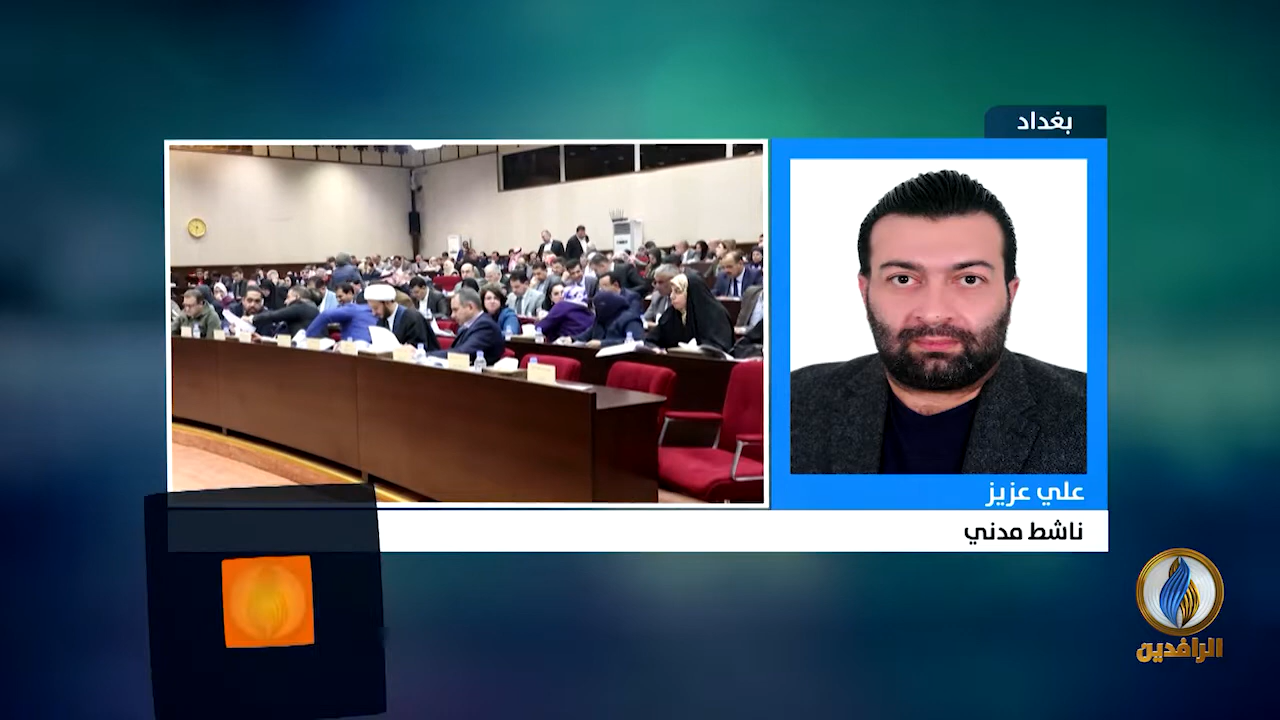 بغداد
علي عزيز
ناشط مدني
الرافدين